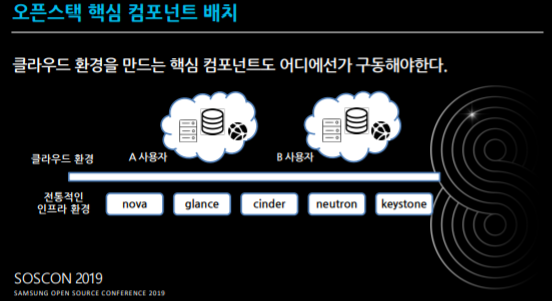 오픈스택 핵심 컴포넌트 배치
클라우드 환경을 만드는 핵심 컴포넌트도 어디에선가 구동해야한다.
클라우드 환경
A 사용자
B 사용자
전통적인
인프라 환경
nova
glance
cinder
neutron
keystone
SOSCON 2019
SAMSUNG OPEN SOURCE CONFERENCE 2019